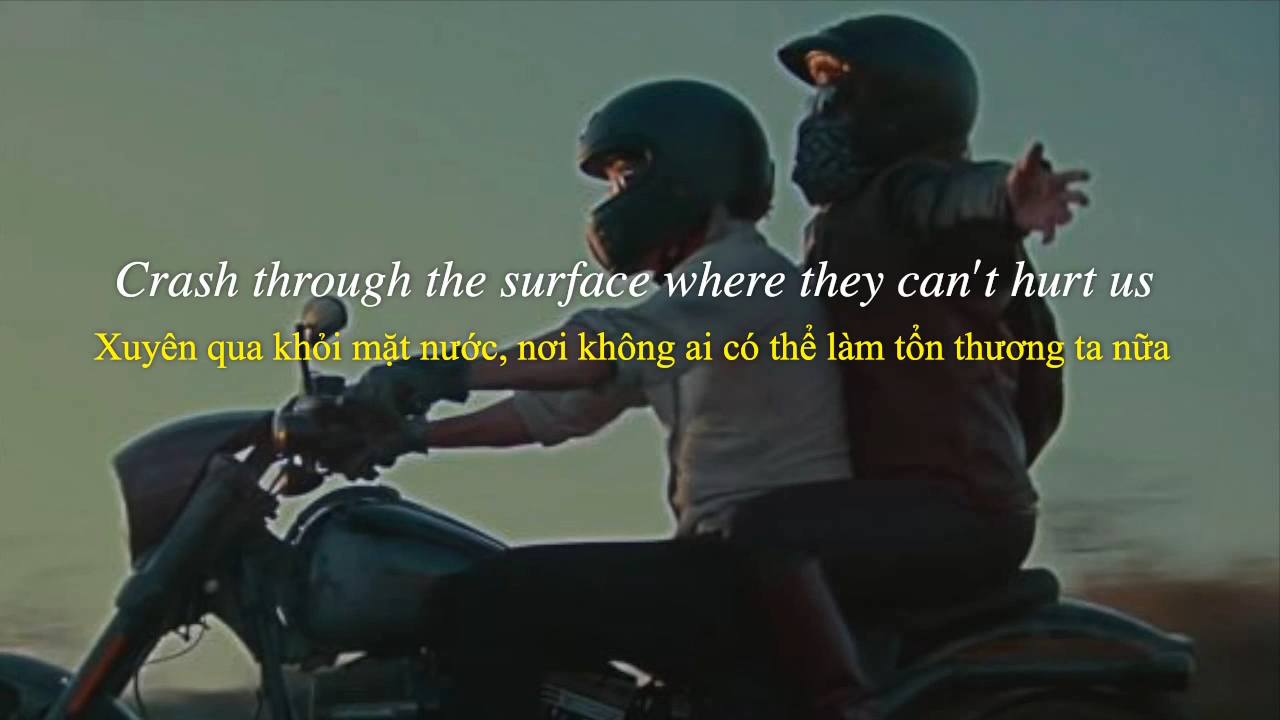 Crash through the surface where they can't hurt us
Xuyên qua khỏi mặt nước, nơi không ai có thể làm tổn thương ta nữa